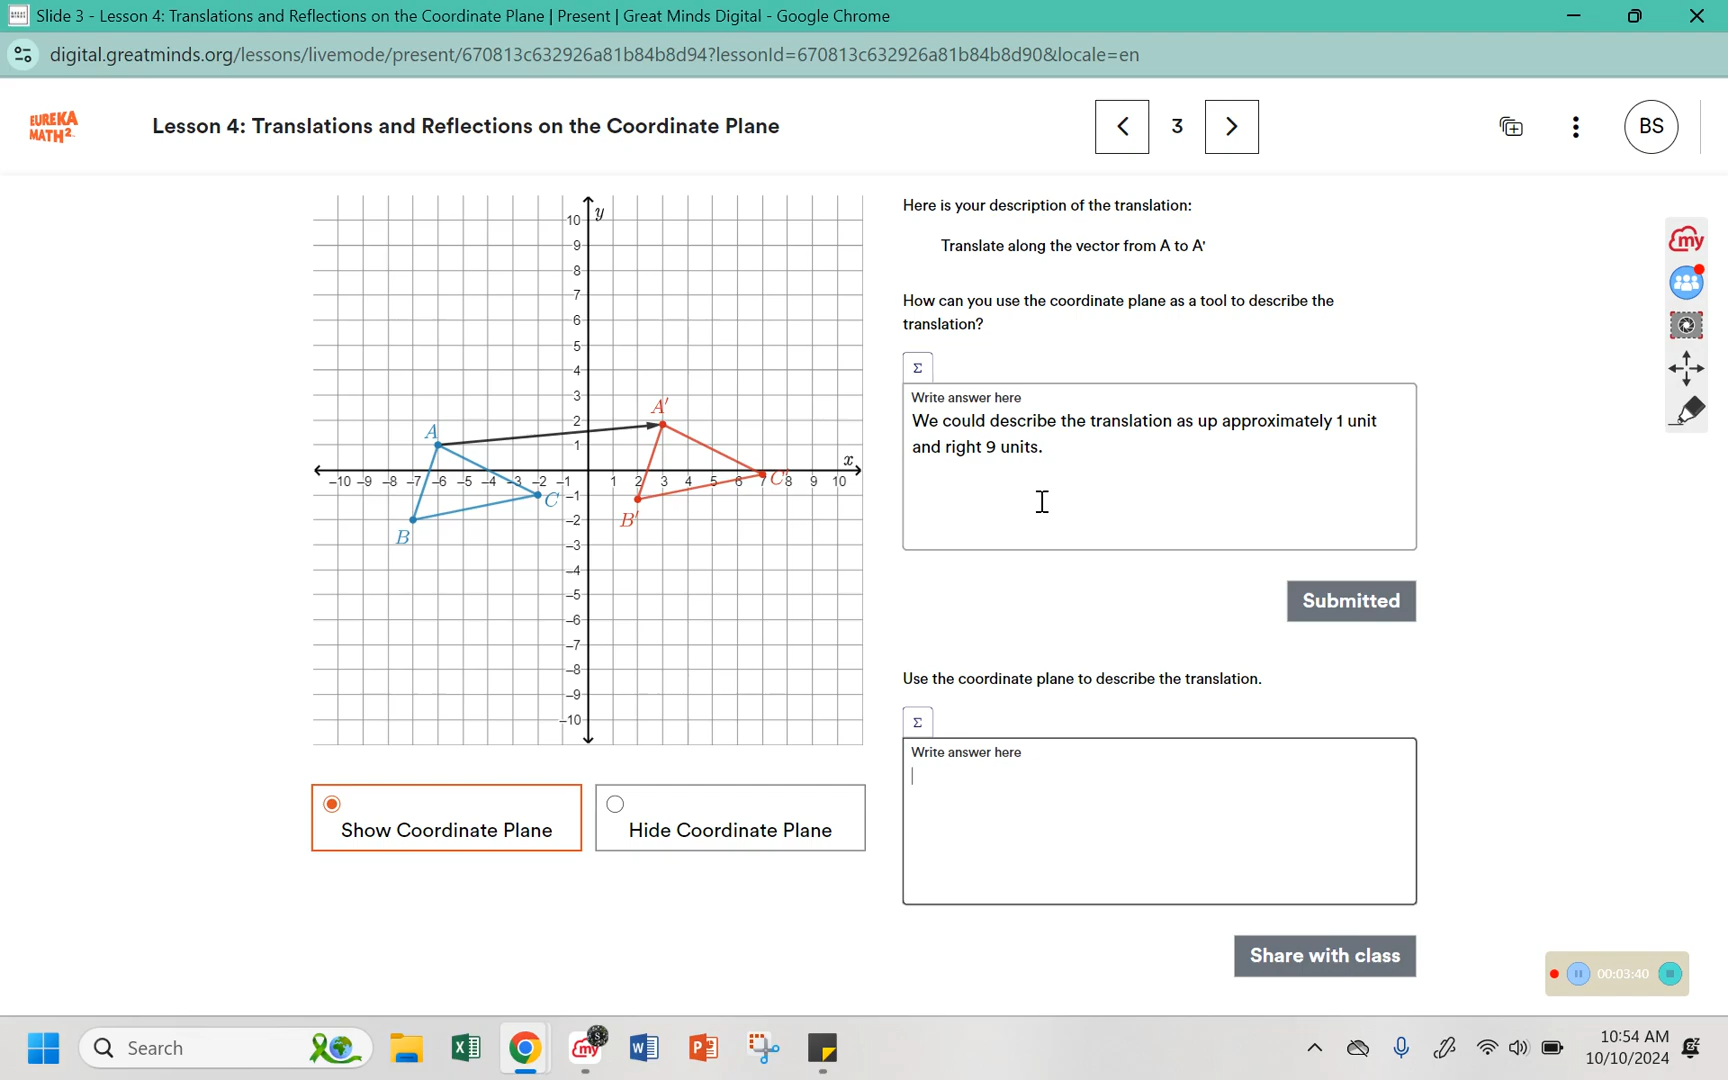 Slide 3 - Lesson 4: Translations and Reflections on the Coordinate Plane | Present | Great Minds Digital - Google Chrome
digital.greatminds.org/lessons/livemode/present/670813c632926a81b84b8d94?lessonId=670813c632926a81b84b8d90&locale=en
EUREKA
MATH²
Lesson 4: Translations and Reflections on the Coordinate Plane
3
BS
y
10
9
8
7
6
5
4
3
2
1
x
A
B
C
A'
B'
C'
-10 -9 -8 -7 -6 -5 -4 -3 -2 -1 1 2 3 4 5 6 7 8 9 10
-1
-2
-3
-4
-5
-6
-7
-8
-9
-10
Show Coordinate Plane
Hide Coordinate Plane
Here is your description of the translation:
Translate along the vector from A to A'
How can you use the coordinate plane as a tool to describe the
translation?
Σ
Write answer here
We could describe the translation as up approximately 1 unit
and right 9 units.
Submitted
Use the coordinate plane to describe the translation.
Σ
Write answer here
Share with class
my
00:03:40
Search
my
S
10:54 AM
10/10/2024